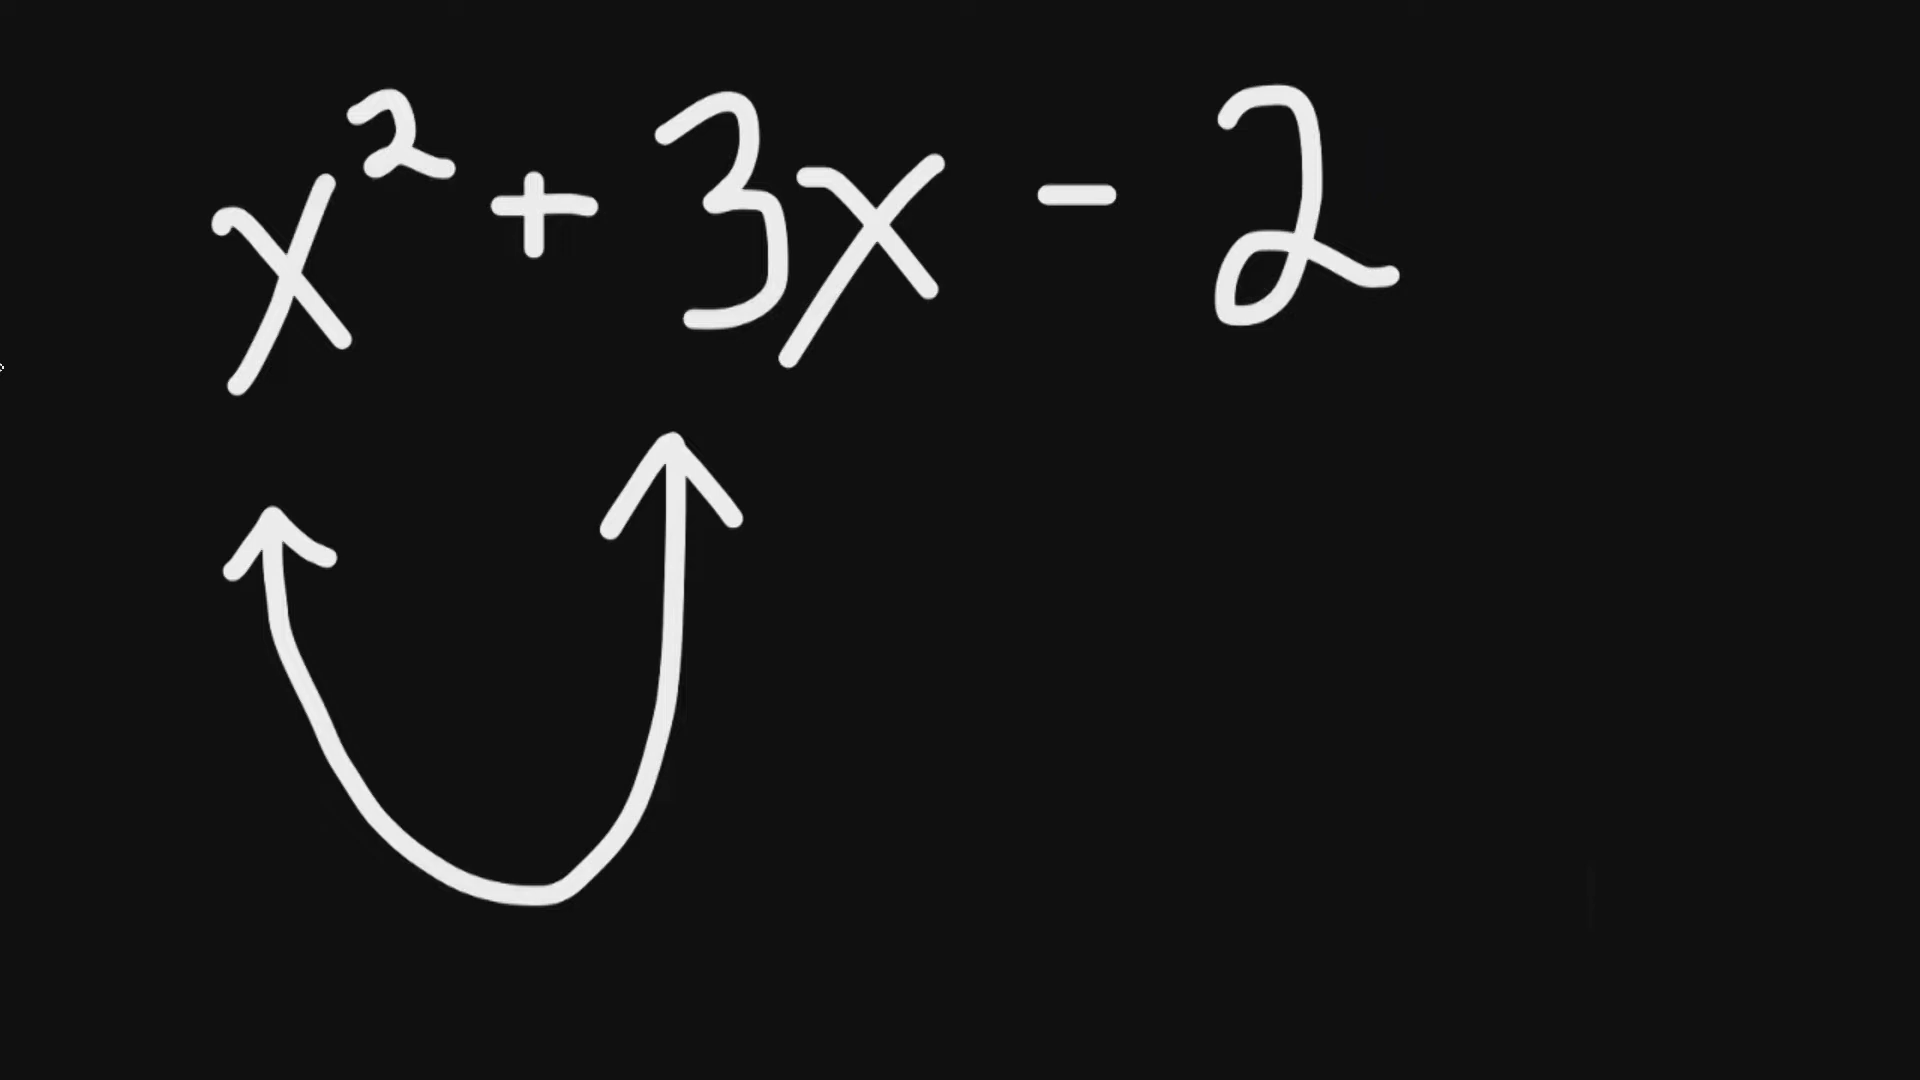 x² + 3x - 2